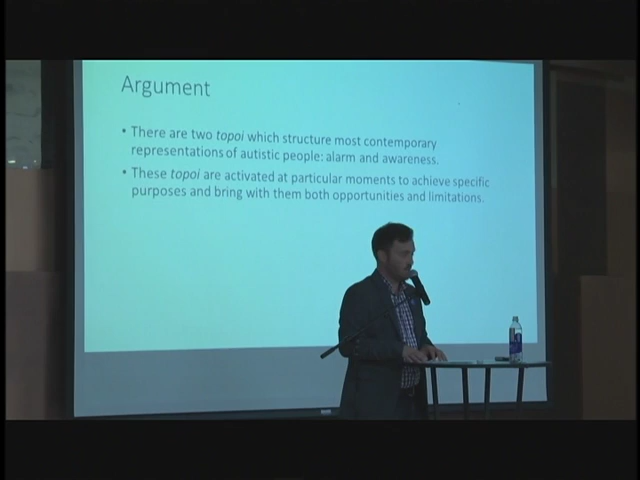 Argument
• There are two topoi which structure most contemporary
representations of autistic people: alarm and awareness.
• These topoi are activated at particular moments to achieve specific
purposes and bring with them both opportunities and limitations.